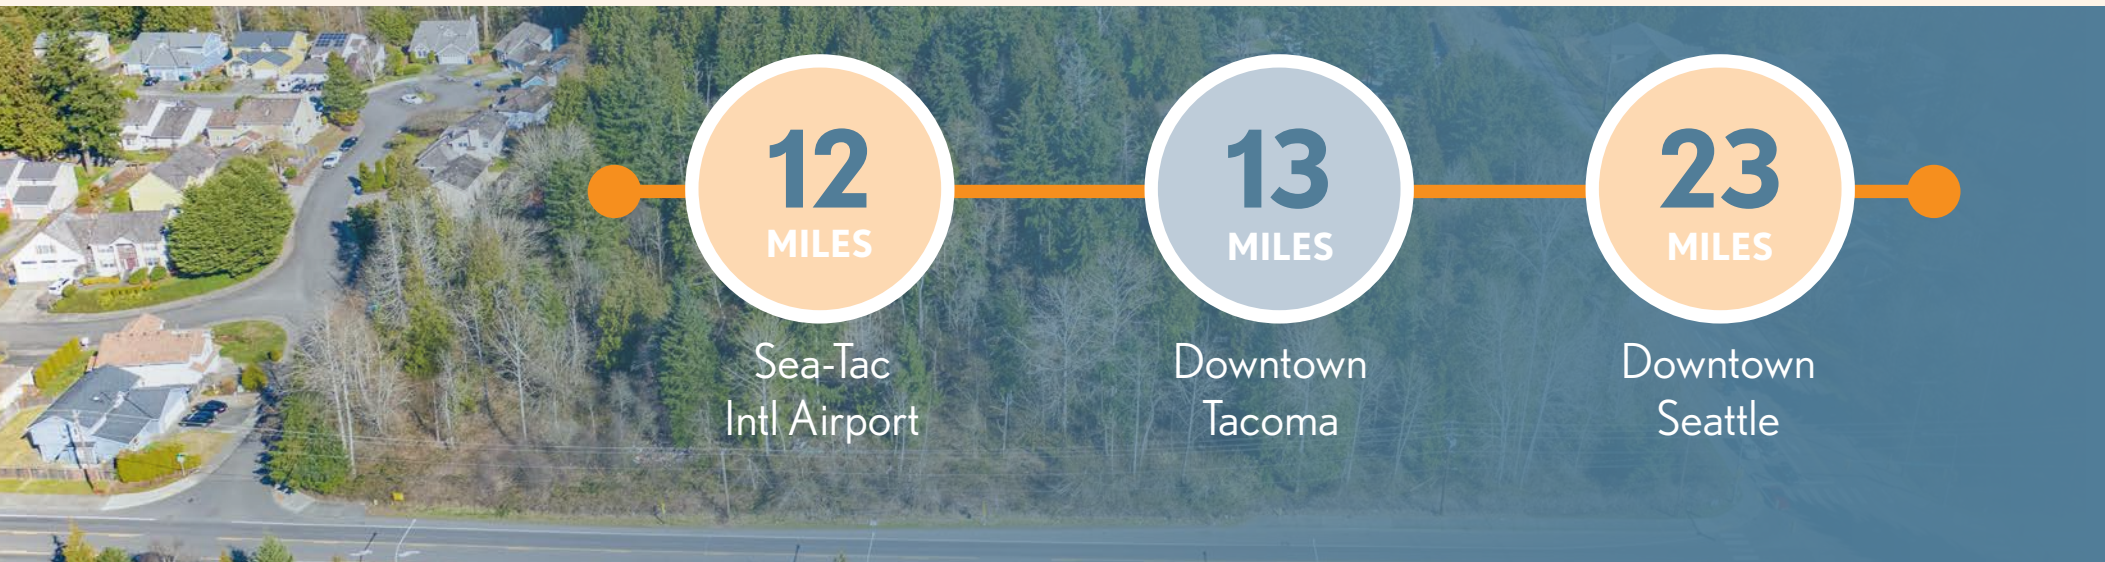 12
MILES
Sea-Tac
Intl Airport
13
MILES
Downtown
Tacoma
23
MILES
Downtown
Seattle